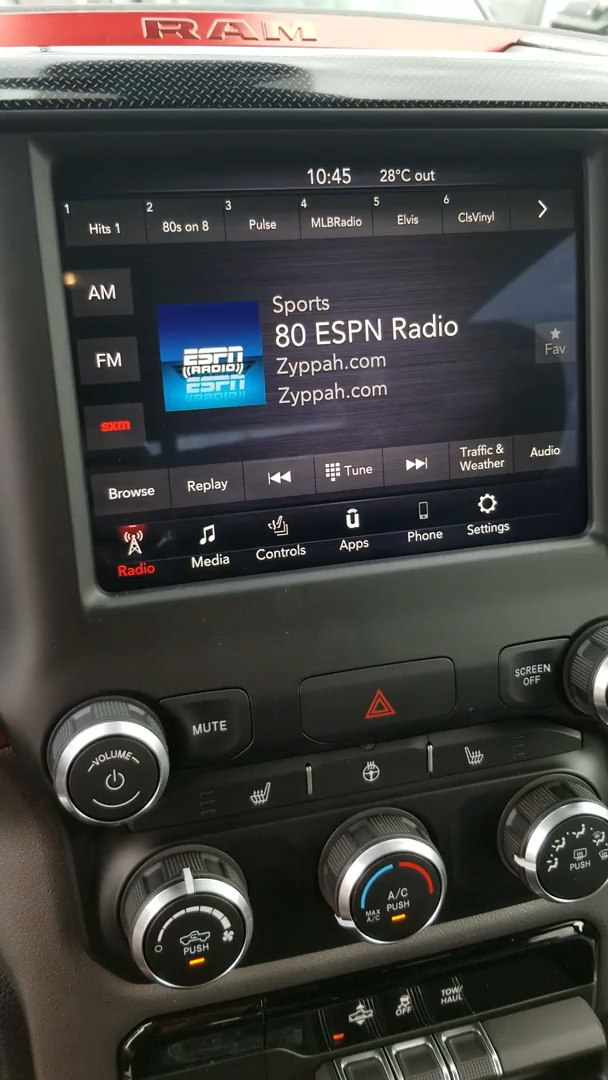 RAM
10:45 28°C out
1 Hits 1
2 80s on 8
3 Pulse
4 MLBRadio
5 Elvis
6 ClsVinyl
AM
FM
sxm
ESPN
((RADIO))
Sports
80 ESPN Radio
Zyppah.com
Zyppah.com
Fav
Browse
Replay
Tune
Traffic &
Weather
Audio
Radio
Media
Controls
Apps
Phone
Settings
VOLUME
MUTE
SCREEN
OFF
PUSH
A/C
PUSH
MAX
A/C
PUSH
OFF
TOW/
HAUL